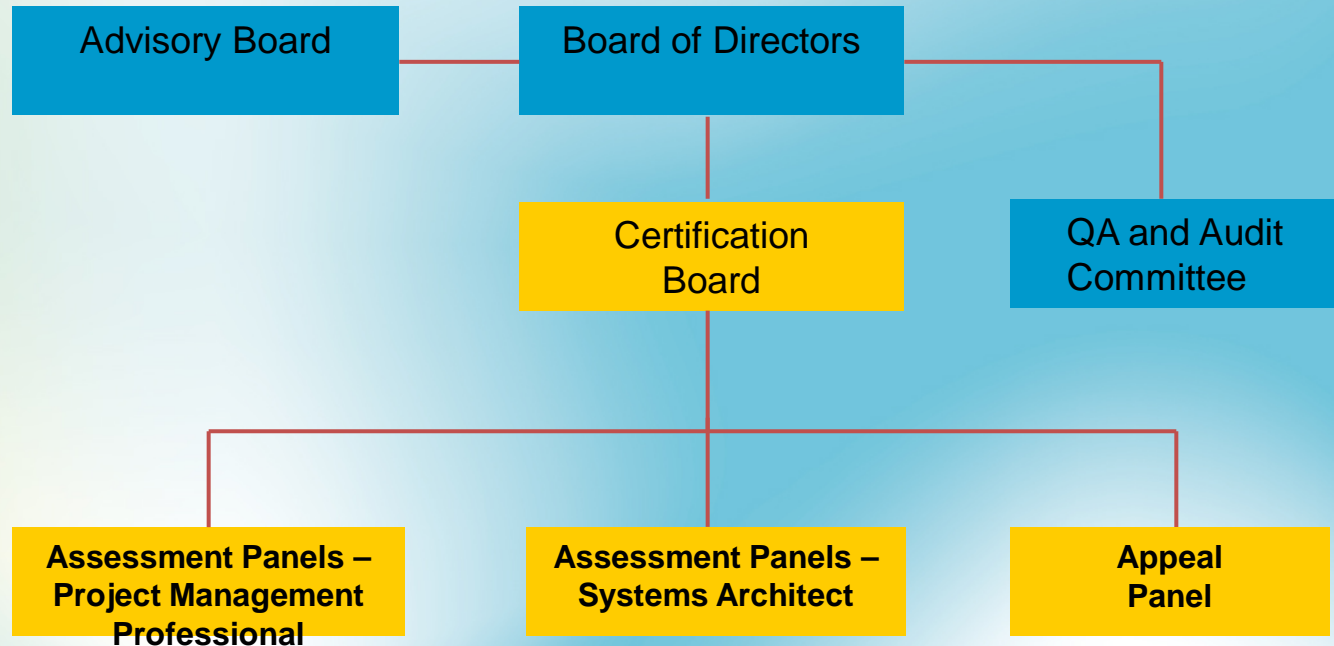 Advisory Board
Board of Directors
Certification
Board
QA and Audit
Committee
Assessment Panels –
Project Management
Professional
Assessment Panels –
Systems Architect
Appeal
Panel